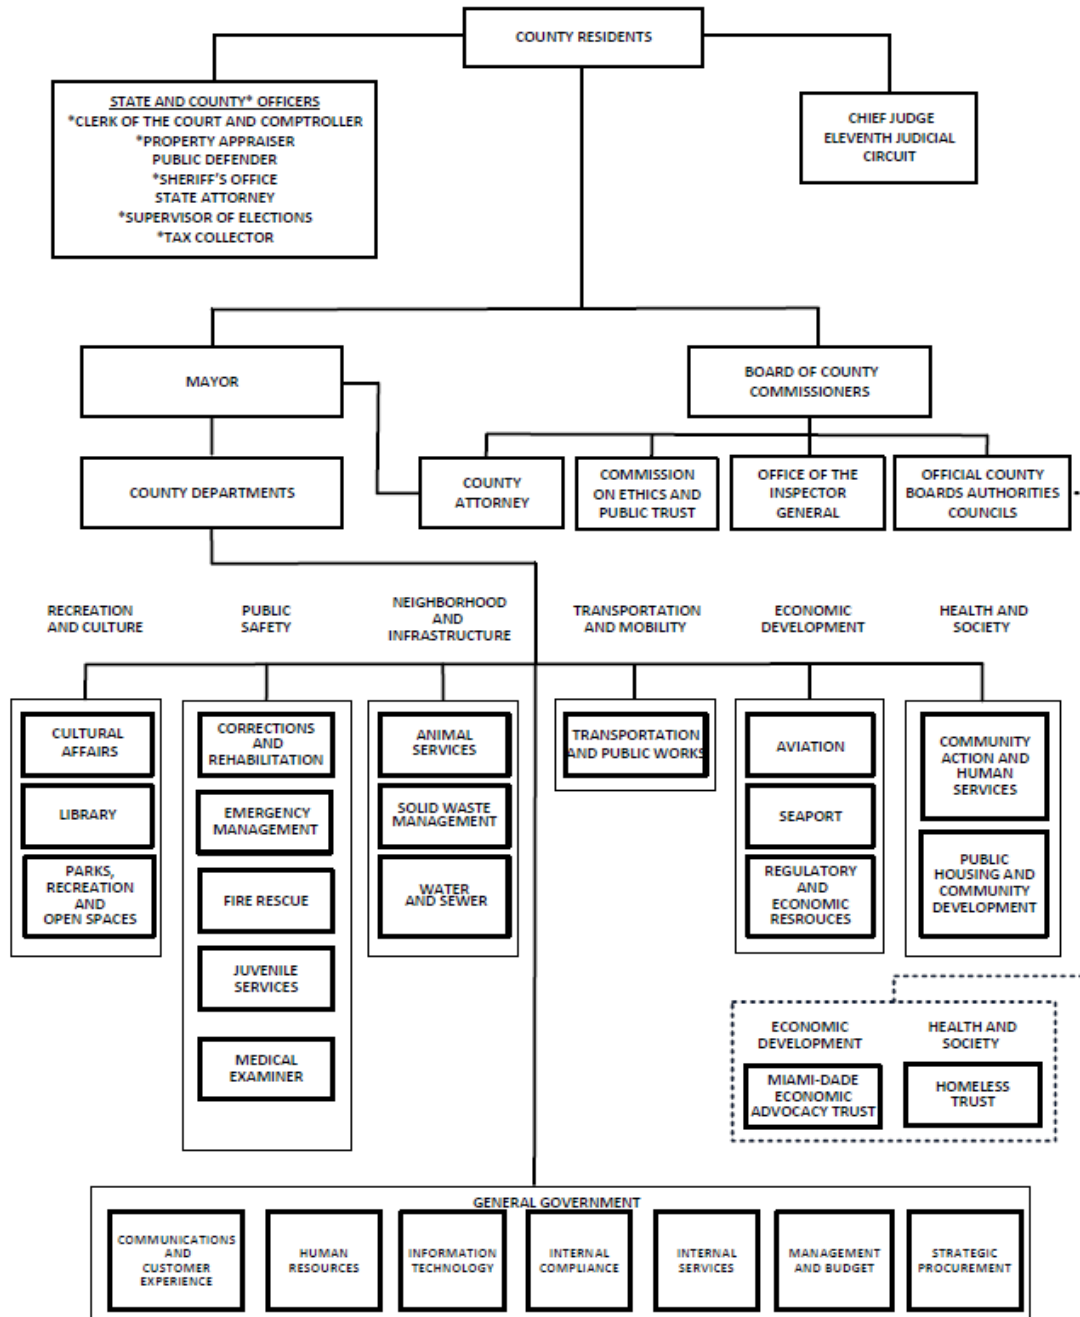 COUNTY RESIDENTS
STATE AND COUNTY* OFFICERS
*CLERK OF THE COURT AND COMPTROLLER
*PROPERTY APPRAISER
PUBLIC DEFENDER
*SHERIFF'S OFFICE
STATE ATTORNEY
*SUPERVISOR OF ELECTIONS
*TAX COLLECTOR
CHIEF JUDGE
ELEVENTH JUDICIAL
CIRCUIT
MAYOR
BOARD OF COUNTY
COMMISSIONERS
COUNTY DEPARTMENTS
COUNTY
ATTORNEY
COMMISSION
ON ETHICS AND
PUBLIC TRUST
OFFICE OF THE
INSPECTOR
GENERAL
OFFICIAL COUNTY
BOARDS AUTHORITIES
COUNCILS
RECREATION
AND CULTURE
PUBLIC
SAFETY
NEIGHBORHOOD
AND
INFRASTRUCTURE
TRANSPORTATION
AND MOBILITY
ECONOMIC
DEVELOPMENT
HEALTH AND
SOCIETY
CULTURAL
AFFAIRS
LIBRARY
PARKS,
RECREATION
AND
OPEN SPACES
CORRECTIONS
AND
REHABILITATION
EMERGENCY
MANAGEMENT
FIRE RESCUE
JUVENILE
SERVICES
MEDICAL
EXAMINER
ANIMAL
SERVICES
SOLID WASTE
MANAGEMENT
WATER
AND SEWER
TRANSPORTATION
AND PUBLIC WORKS
AVIATION
SEAPORT
REGULATORY
AND
ECONOMIC
RESROUCES
COMMUNITY
ACTION AND
HUMAN
SERVICES
PUBLIC
HOUSING AND
COMMUNITY
DEVELOPMENT
ECONOMIC
DEVELOPMENT
MIAMI-DADE
ECONOMIC
ADVOCACY TRUST
HEALTH AND
SOCIETY
HOMELESS
TRUST
GENERAL GOVERNMENT
COMMUNICATIONS
AND
CUSTOMER
EXPERIENCE
HUMAN
RESOURCES
INFORMATION
TECHNOLOGY
INTERNAL
COMPLIANCE
INTERNAL
SERVICES
MANAGEMENT
AND BUDGET
STRATEGIC
PROCUREMENT